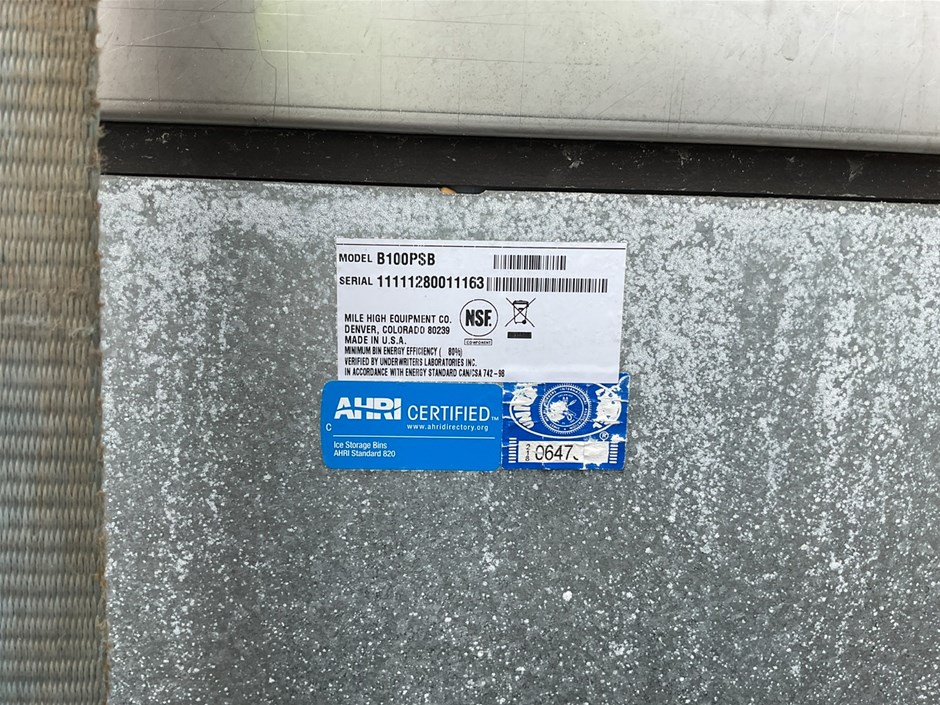 MODEL B100PSB
SERIAL 11111280011163
MILE HIGH EQUIPMENT CO.
DENVER, COLORADO 80239
MADE IN U.S.A.
MINIMUM BIN ENERGY EFFICIENCY ( 80%)
VERIFIED BY UNDERWRITERS LABORATORIES INC.
IN ACCORDANCE WITH ENERGY STANDARD CAN/CSA 742-98
NSF.
COMPONENT
AHRI CERTIFIED™
www.ahridirectory.org
C
Ice Storage Bins
AHRI Standard 820
0647
®